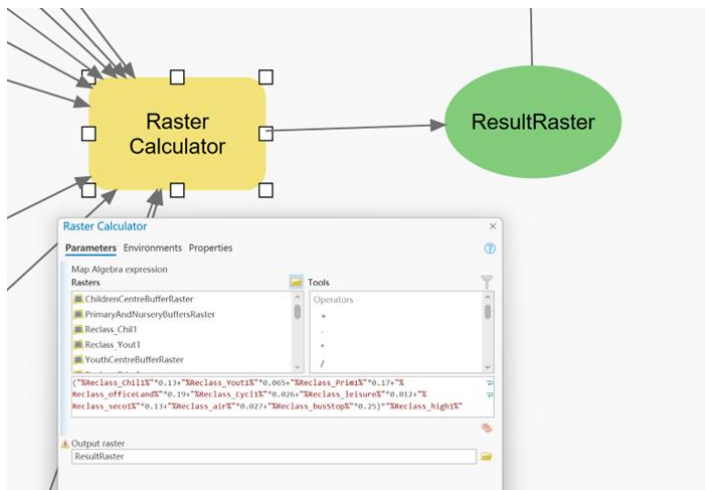 Raster
Calculator
ResultRaster
Raster Calculator
Parameters Environments Properties
Map Algebra expression
Rasters
Tools
ChildrenCentreBufferRaster
PrimaryAndNurseryBuffersRaster
Reclass_Chil1
Reclass_Yout1
YouthCentreBufferRaster
Operators
+
-
*
/
("%Reclass_Chil1%"*0.13+"%Reclass_Yout1%"*0.065+"%Reclass_Prim1%"*0.17+"%
Reclass_officeLand%"*0.19+"%Reclass_Cycl1%"*0.026+"%Reclass_leisure%"*0.012+"%
Reclass_seco1%"*0.13+"%Reclass_air%"*0.027+"%Reclass_busStop%"*0.25)*"%Reclass_high1%"
Output raster
ResultRaster